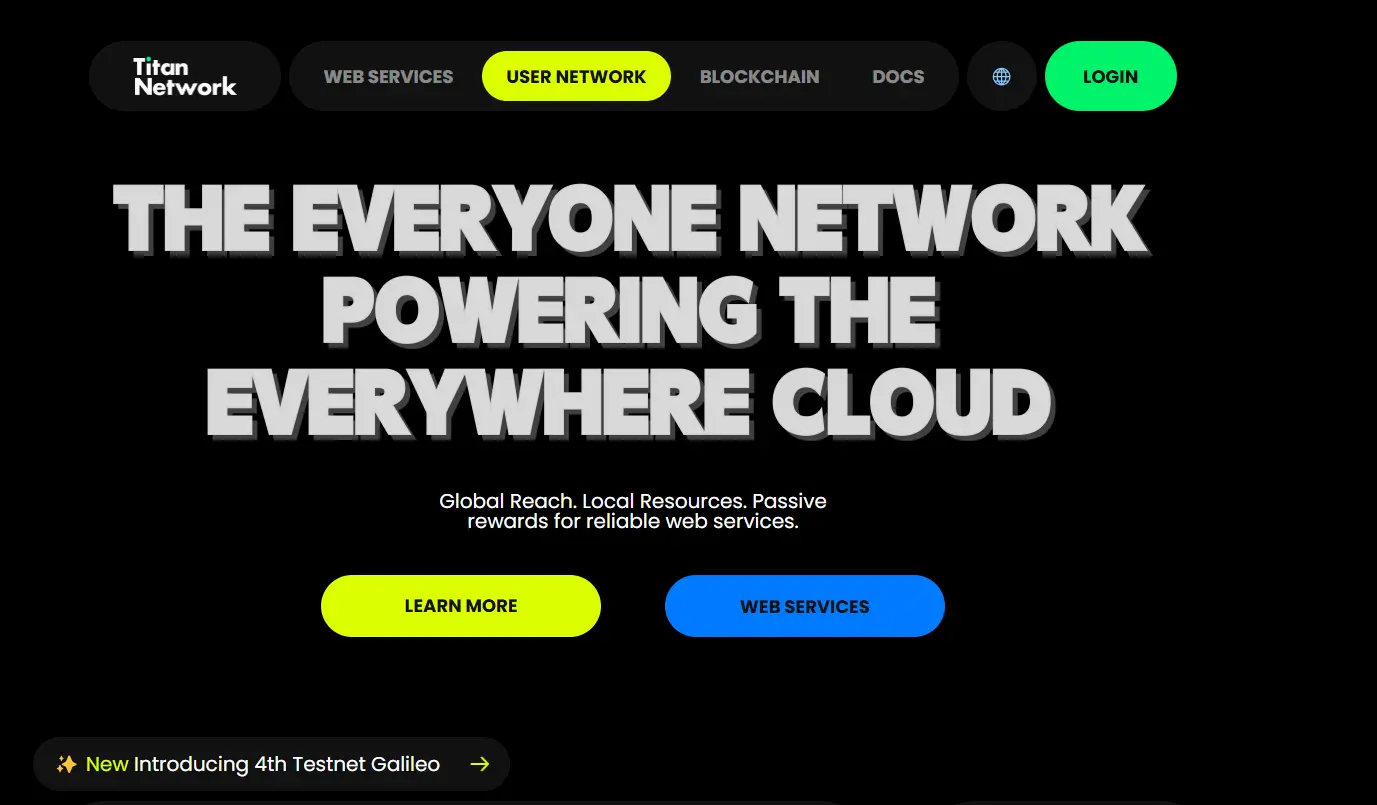 Titan
Network
WEB SERVICES
USER NETWORK
BLOCKCHAIN
DOCS
LOGIN
THE EVERYONE NETWORK
POWERING THE
EVERYWHERE CLOUD
Global Reach. Local Resources. Passive
rewards for reliable web services.
LEARN MORE
WEB SERVICES
New Introducing 4th Testnet Galileo